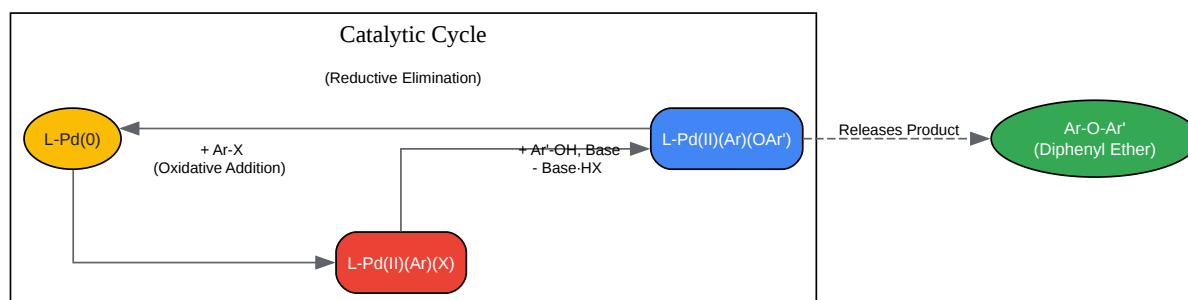 Catalytic Cycle
(Reductive Elimination)
L-Pd(0)
+ Ar-X
(Oxidative Addition)
+ Ar'-OH, Base
- Base·HX
L-Pd(II)(Ar)(OAr')
Releases Product
Ar-O-Ar'
(Diphenyl Ether)
L-Pd(II)(Ar)(X)